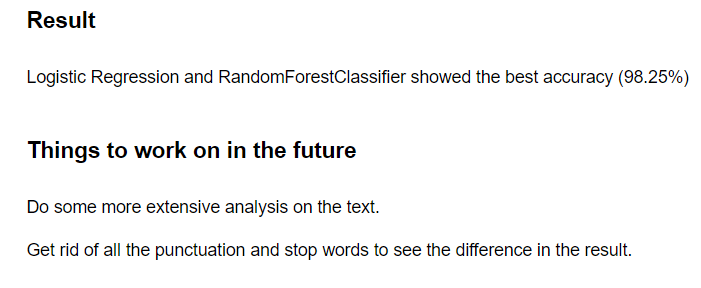 Result
Logistic Regression and RandomForestClassifier showed the best accuracy (98.25%)
Things to work on in the future
Do some more extensive analysis on the text.
Get rid of all the punctuation and stop words to see the difference in the result.